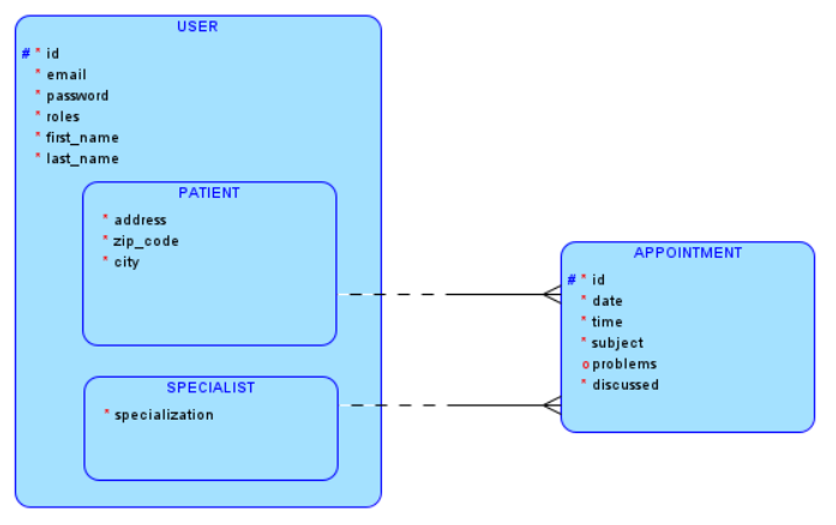 USER
# * id
* email
* password
* roles
* first_name
* last_name
PATIENT
* address
* zip_code
* city
SPECIALIST
* specialization
APPOINTMENT
# * id
* date
* time
* subject
o problems
* discussed